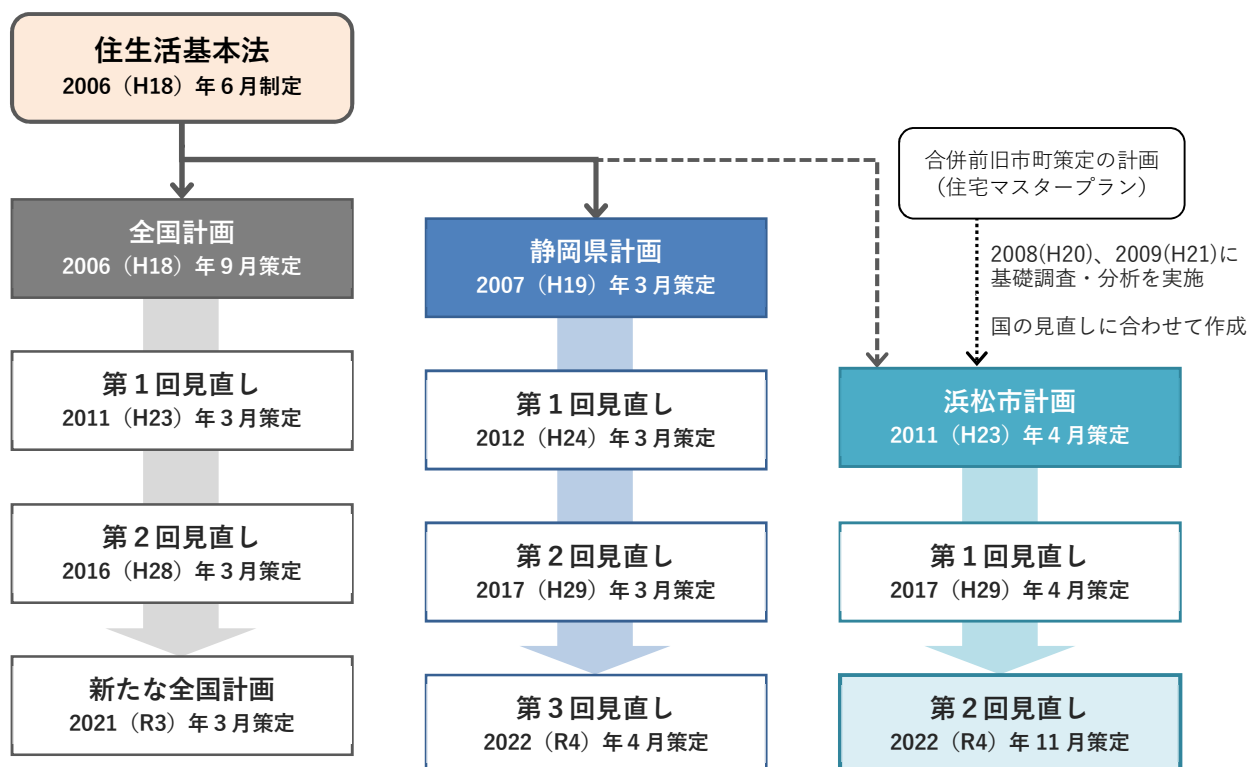 住生活基本法
2006（H18）年６月制定
合併前旧市町策定の計画
（住宅マスタープラン）
2008(H20)、2009(H21)に
基礎調査・分析を実施
国の見直しに合わせて作成
全国計画
2006（H18）年９月策定
第１回見直し
2011（H23）年３月策定
第２回見直し
2016（H28）年３月策定
新たな全国計画
2021（R3）年３月策定
静岡県計画
2007（H19）年３月策定
第１回見直し
2012（H24）年３月策定
第２回見直し
2017（H29）年３月策定
第３回見直し
2022（R4）年４月策定
浜松市計画
2011（H23）年４月策定
第１回見直し
2017（H29）年４月策定
第２回見直し
2022（R4）年 11 月策定